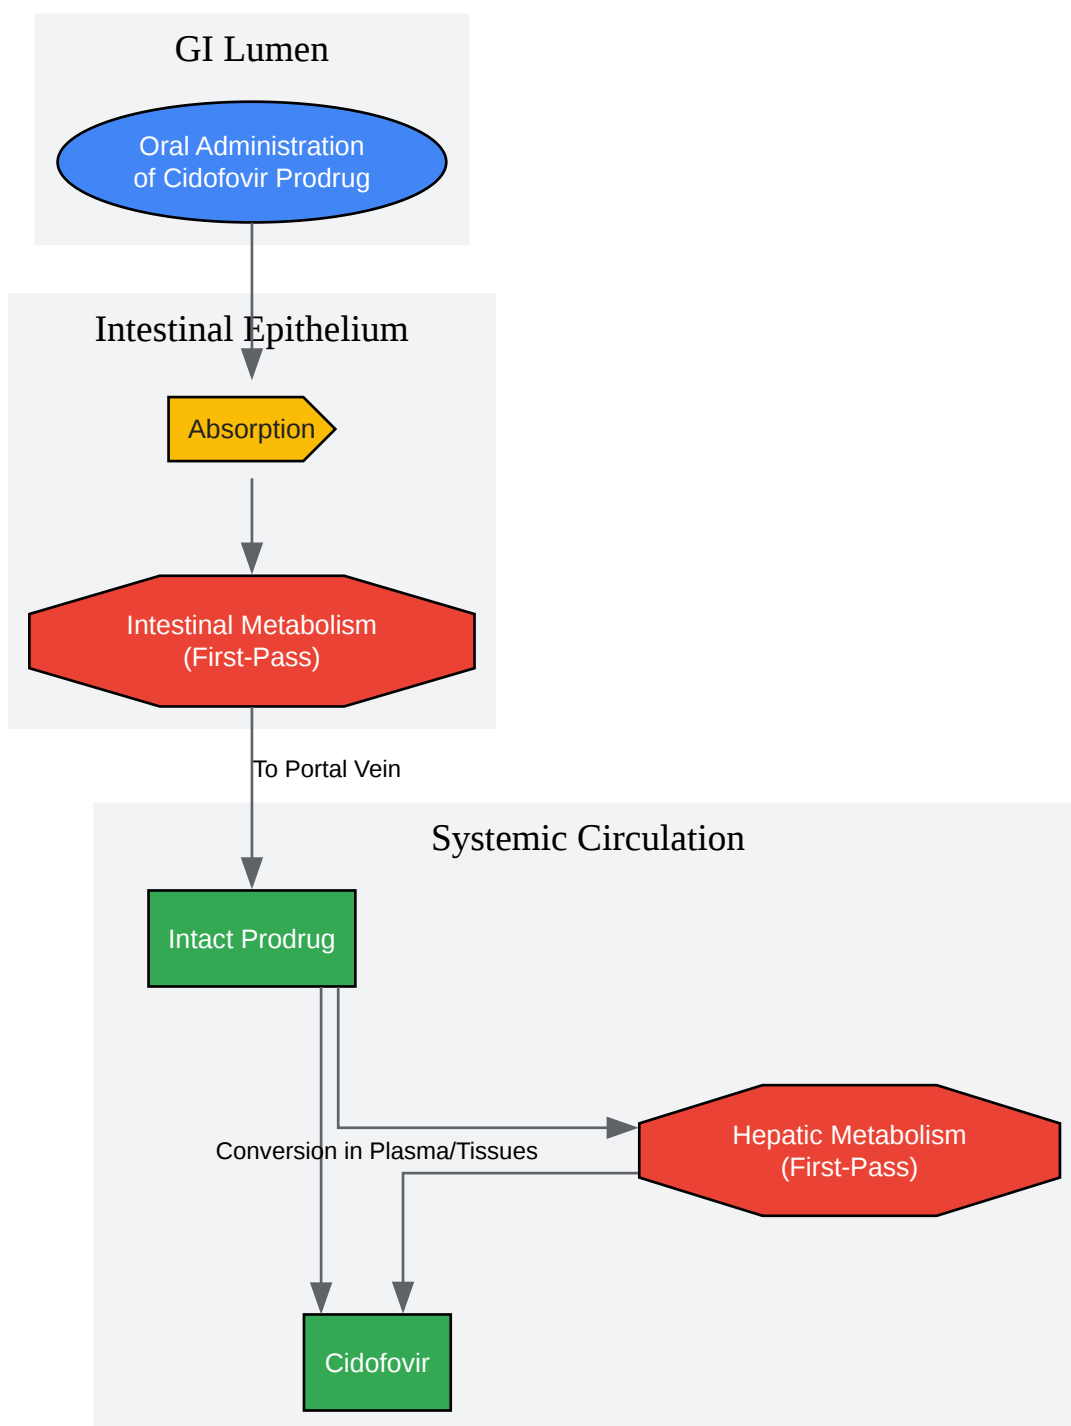 GI Lumen
Oral Administration
of Cidofovir Prodrug
Intestinal Epithelium
Absorption
Intestinal Metabolism
(First-Pass)
To Portal Vein
Systemic Circulation
Intact Prodrug
Hepatic Metabolism
(First-Pass)
Conversion in Plasma/Tissues
Cidofovir